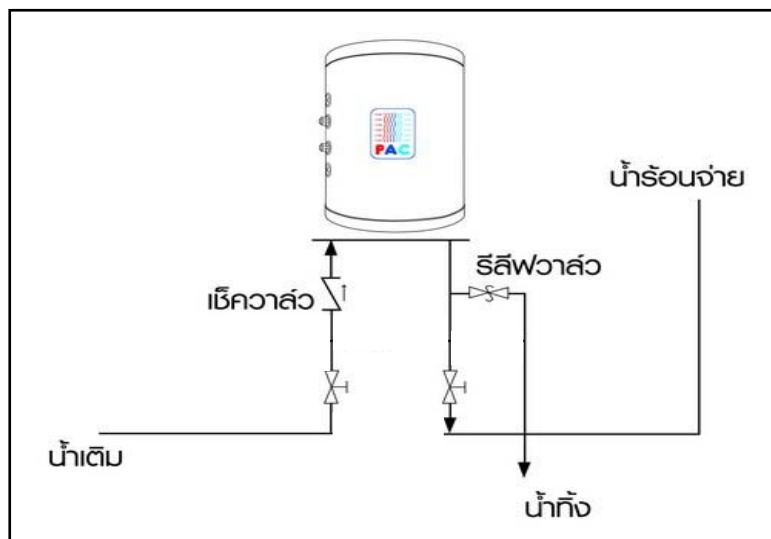 PAC
น้ำร้อนจ่าย
รีลีฟวาล์ว
เช็ควาล์ว
น้ำเติม
น้ำทิ้ง